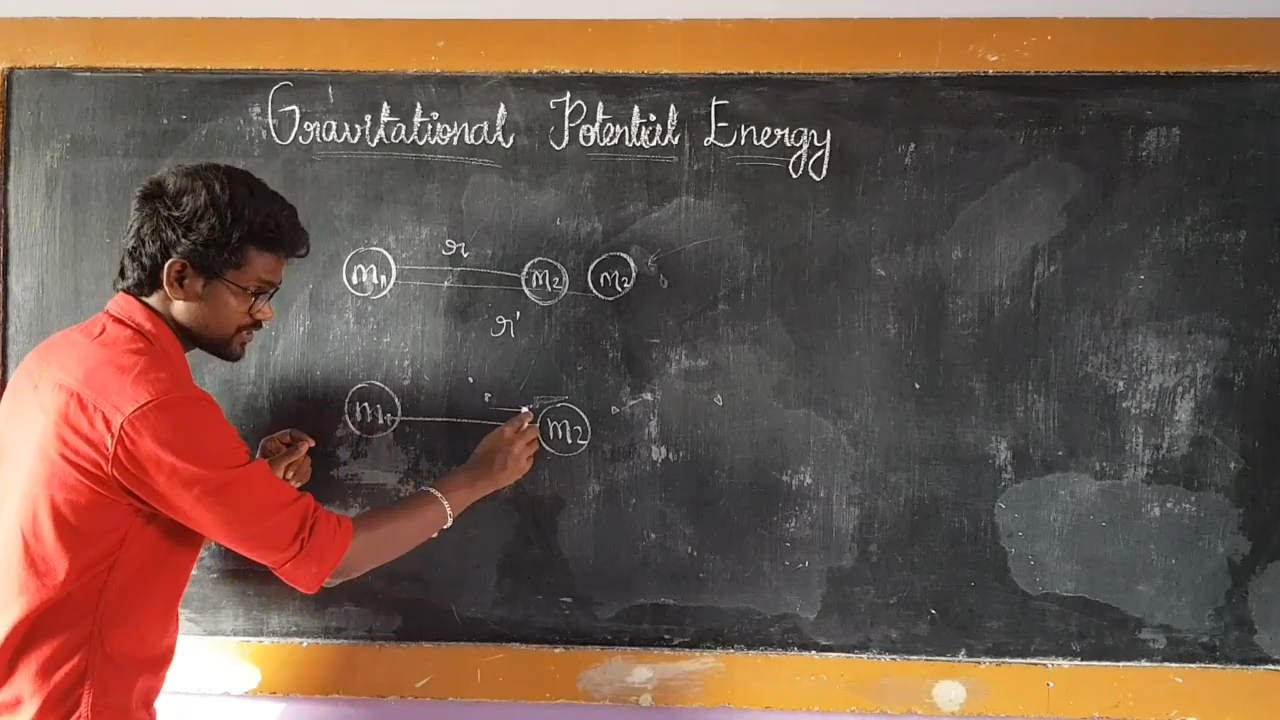 Gravitational Potential Energy
r
m1 m2 m2
r'
m1 m2